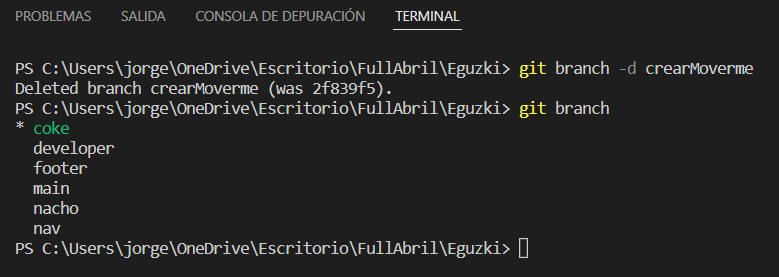 PROBLEMAS SALIDA CONSOLA DE DEPURACIÓN TERMINAL
PS C:\Users\jorge\OneDrive\Escritorio\FullAbril\Eguzki> git branch -d crearMoverme
Deleted branch crearMoverme (was 2f839f5).
PS C:\Users\jorge\OneDrive\Escritorio\FullAbril\Eguzki> git branch
* coke
  developer
  footer
  main
  nacho
  nav
PS C:\Users\jorge\OneDrive\Escritorio\FullAbril\Eguzki>